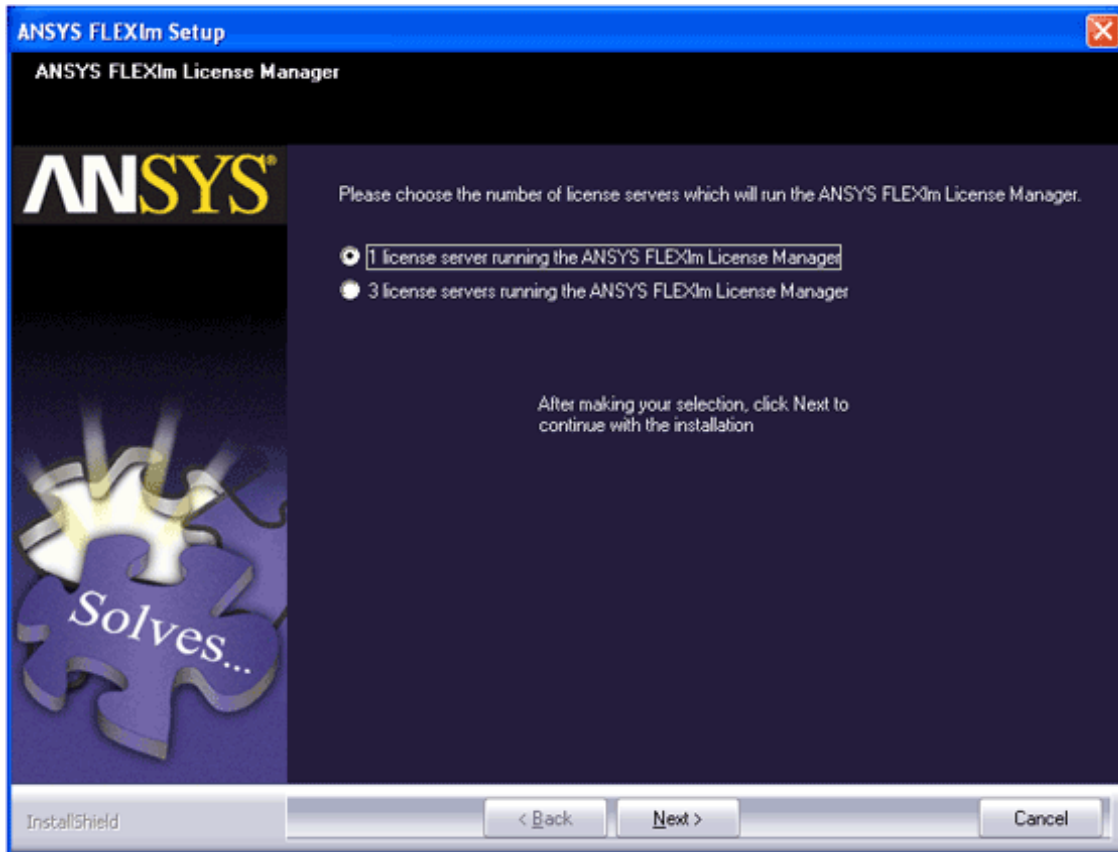 ANSYS FLEXlm Setup
ANSYS FLEXlm License Manager
ANSYS®
Please choose the number of license servers which will run the ANSYS FLEXlm License Manager.
1 license server running the ANSYS FLEXlm License Manager
3 license servers running the ANSYS FLEXlm License Manager
After making your selection, click Next to
continue with the installation
Solves...
InstallShield
< Back
Next >
Cancel